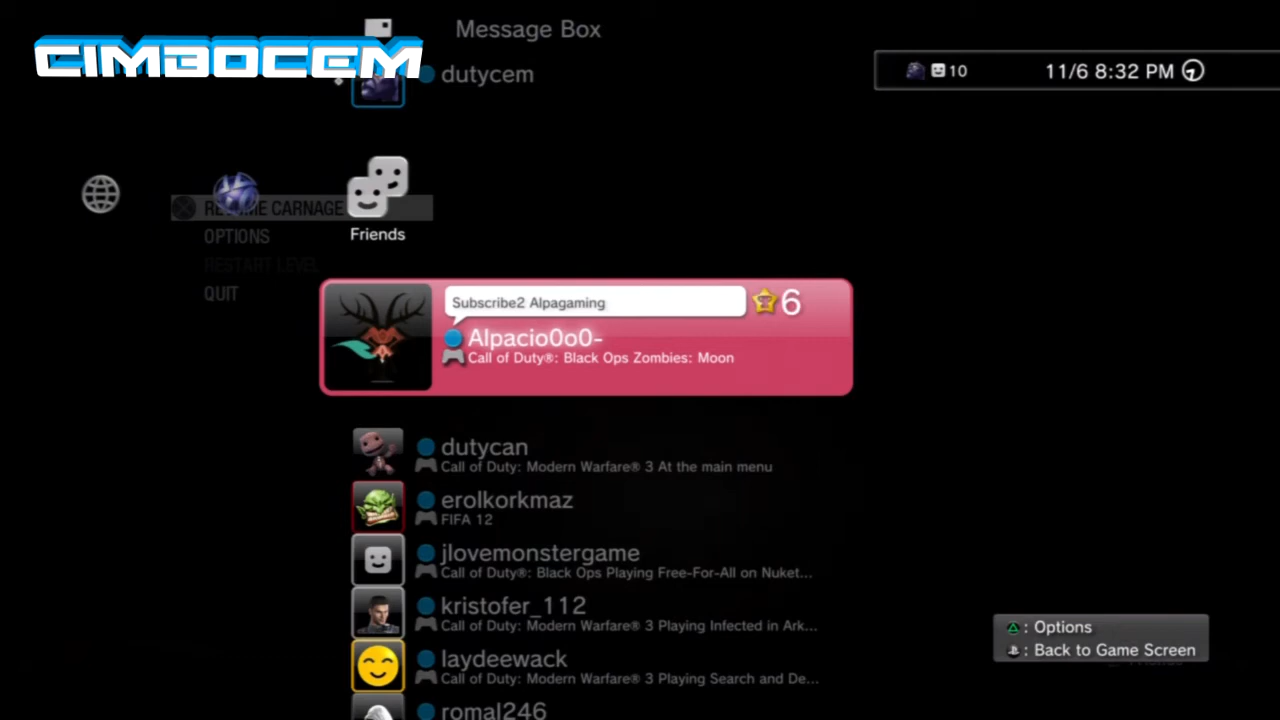 Message Box
CIMBOCEM
dutycem
10
11/6 8:32 PM
RESUME CARNAGE
OPTIONS
Friends
RESTART LEVEL
QUIT
Subscribe2 Alpagaming
6
Alpacio0o0-
Call of Duty®: Black Ops Zombies: Moon
dutycan
Call of Duty: Modern Warfare® 3 At the main menu
erolkorkmaz
FIFA 12
jlovemonstergame
Call of Duty®: Black Ops Playing Free-For-All on Nuket...
kristofer_112
Call of Duty: Modern Warfare® 3 Playing Infected in Ark...
laydeewack
Call of Duty: Modern Warfare® 3 Playing Search and De...
romal246
: Options
: Back to Game Screen